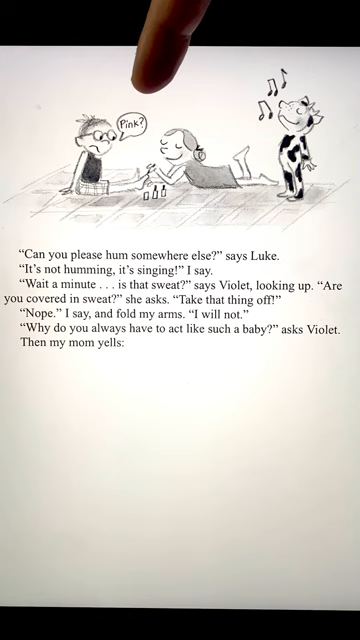 Pink?
“Can you please hum somewhere else?” says Luke.
“It’s not humming, it’s singing!” I say.
“Wait a minute . . . is that sweat?” says Violet, looking up. “Are
you covered in sweat?” she asks. “Take that thing off!”
“Nope.” I say, and fold my arms. “I will not.”
“Why do you always have to act like such a baby?” asks Violet.
Then my mom yells: